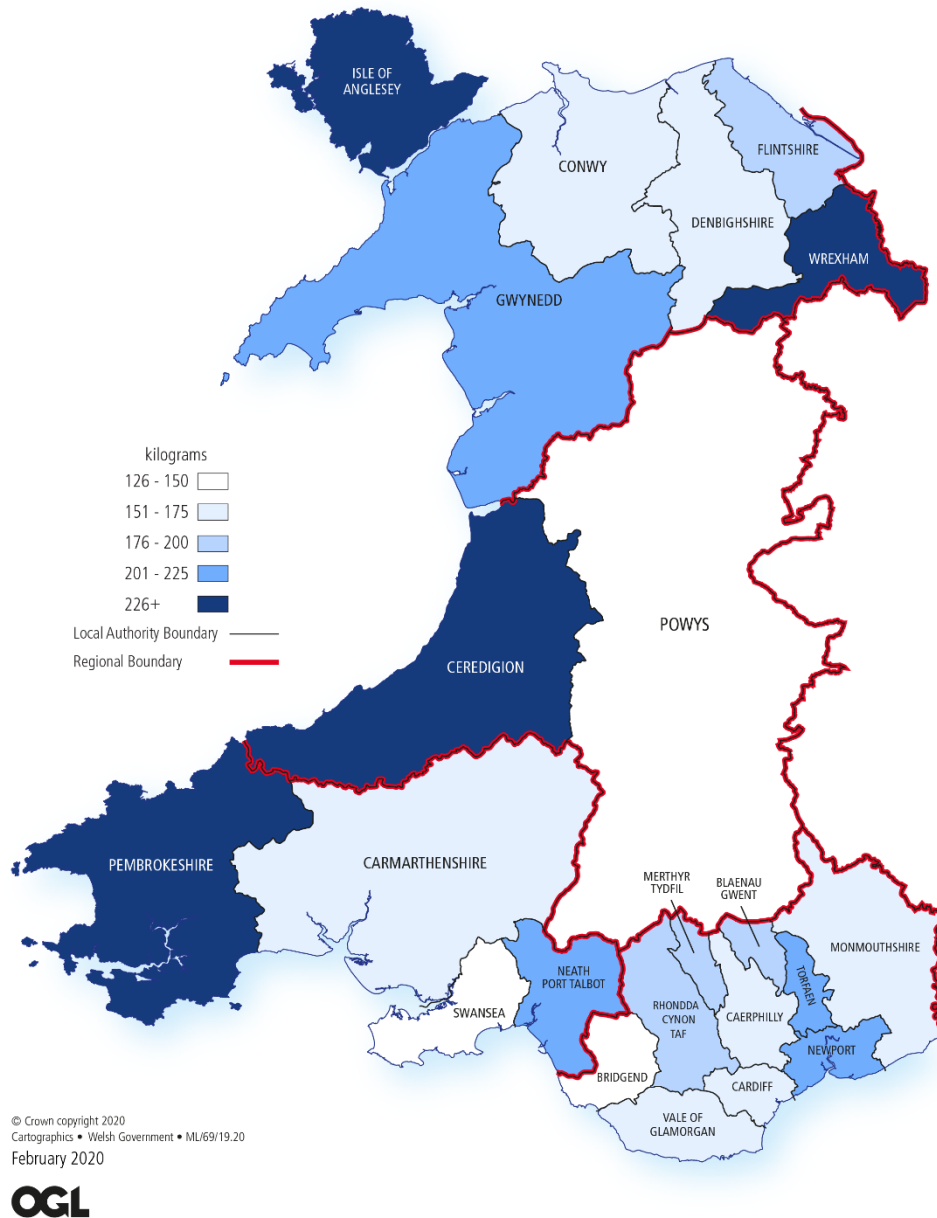 ISLE OF
ANGLESEY
CONWY
FLINTSHIRE
DENBIGHSHIRE
WREXHAM
GWYNEDD
kilograms
126 - 150
151 - 175
176 - 200
201 - 225
226+
Local Authority Boundary
Regional Boundary
POWYS
CEREDIGION
PEMBROKESHIRE
CARMARTHENSHIRE
MERTHYR
TYDFIL
BLAENAU
GWENT
MONMOUTHSHIRE
NEATH
PORT TALBOT
TORFAEN
SWANSEA
RHONDDA
CYNON
TAF
CAERPHILLY
NEWPORT
BRIDGEND
CARDIFF
VALE OF
GLAMORGAN
© Crown copyright 2020
Cartographics • Welsh Government • ML/69/19.20
February 2020
OGL